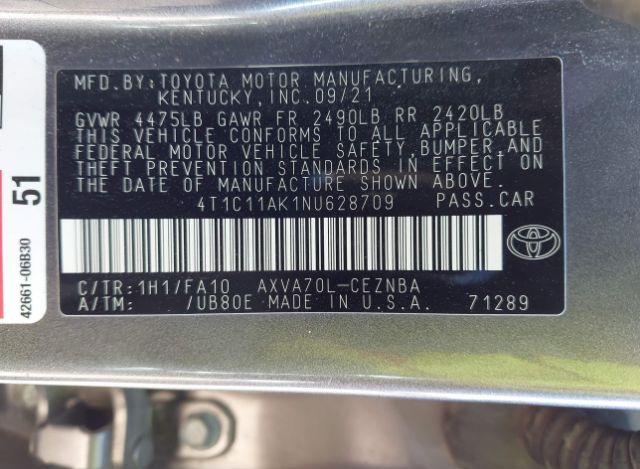 MFD.BY:TOYOTA MOTOR MANUFACTURING,
KENTUCKY,INC.09/21
GVWR 4475LB GAWR FR 2490LB RR 2420LB
THIS VEHICLE CONFORMS TO ALL APPLICABLE
FEDERAL MOTOR VEHICLE SAFETY,BUMPER,AND
THEFT PREVENTION STANDARDS IN EFFECT ON
THE DATE OF MANUFACTURE SHOWN ABOVE.
4T1C11AK1NU628709 PASS.CAR
C/TR:1H1/FA10 AXVA70L-CEZNBA
A/TM: /UB80E MADE IN U.S.A. 71289
51
42661-06B30